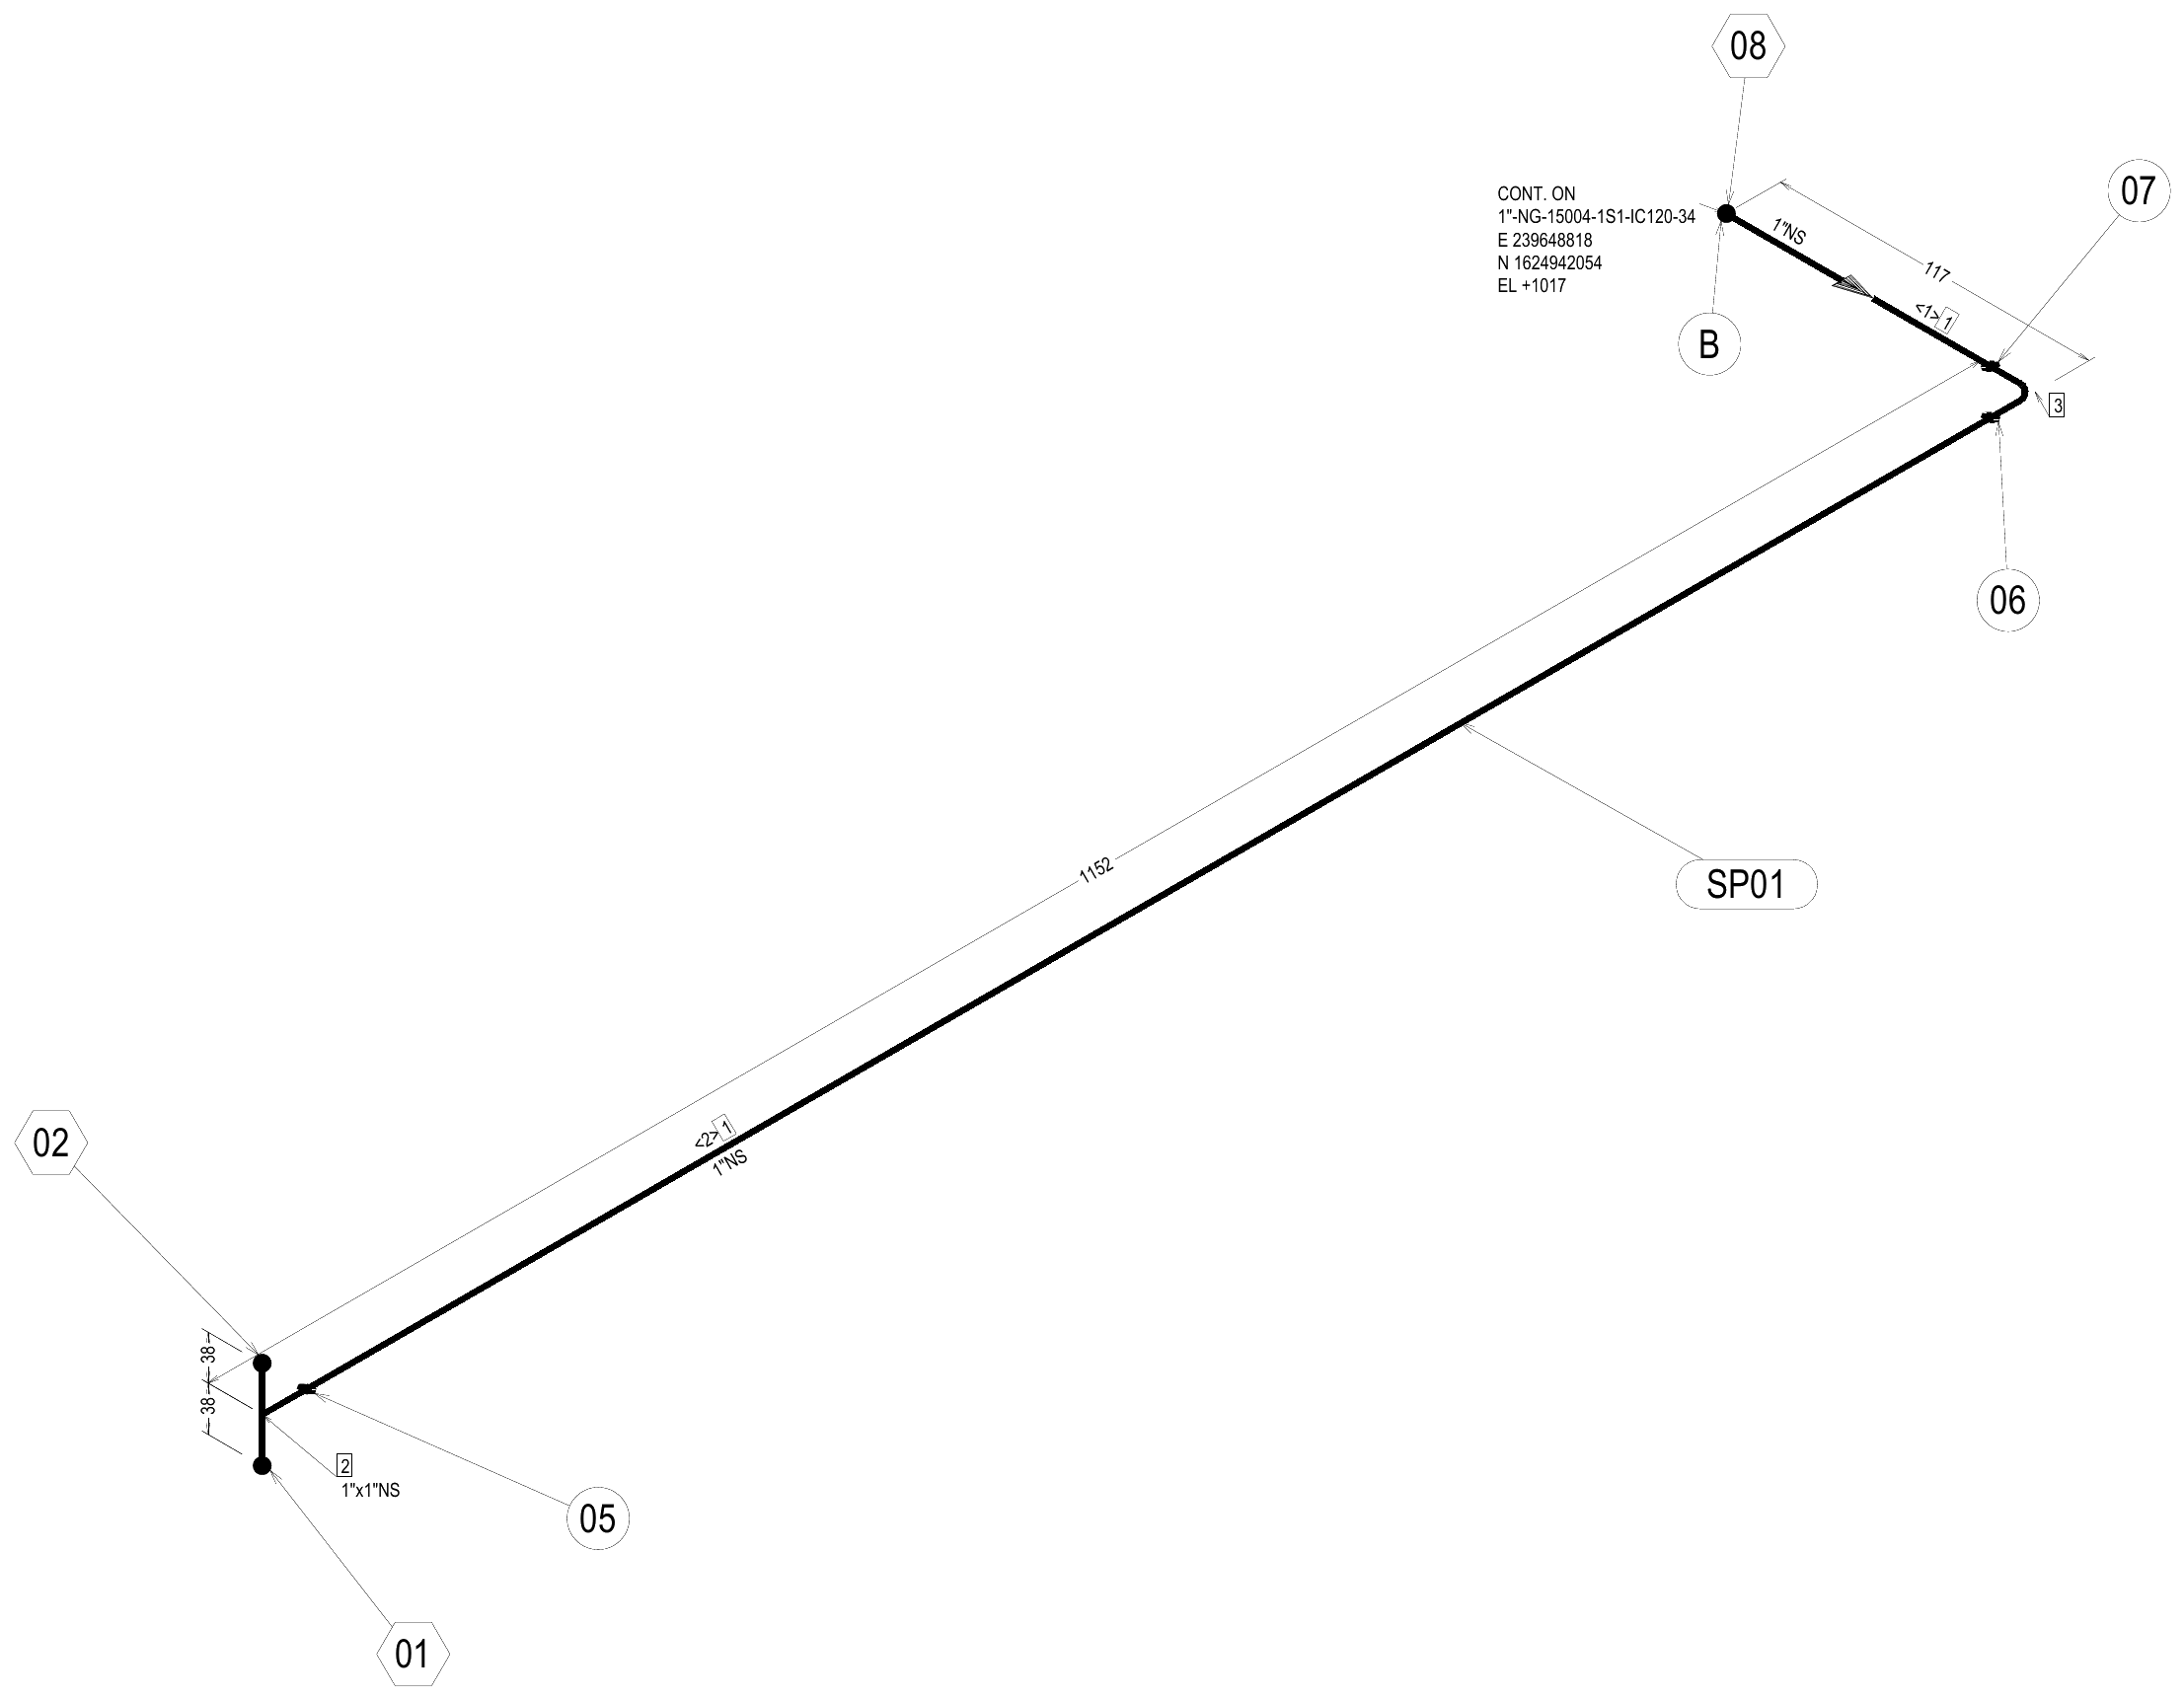 08
CONT. ON
1"-NG-15004-1S1-IC120-34
E 239648818
N 1624942054
EL +1017
1"NS
117
07
<1> 1
B
3
06
1152
SP01
<2> 1
1"NS
02
38
38
2
1"x1"NS
05
01